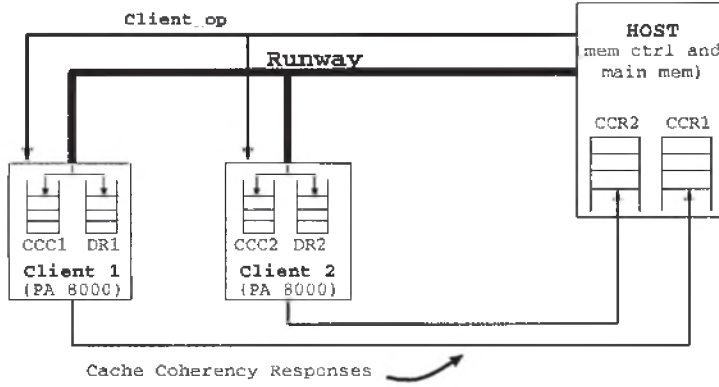 Client_op
HOST
(mem ctrl and
main mem)
Runway
CCR2 CCR1
CCC1 DR1
CCC2 DR2
Client 1
(PA 8000)
Client 2
(PA 8000)
Cache Coherency Responses